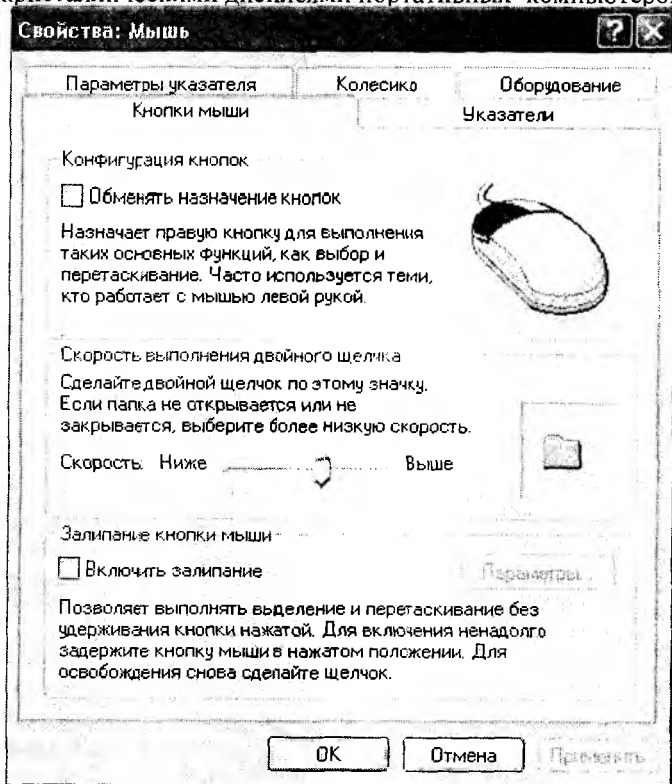 кристаллическими дисплеями портативных компьютеров
Свойства: Мышь
Параметры указателя Колесико Оборудование
Кнопки мыши Указатели
Конфигурация кнопок
Обменять назначение кнопок
Назначает правую кнопку для выполнения
таких основных функций, как выбор и
перетаскивание. Часто используется теми,
кто работает с мышью левой рукой.
Скорость выполнения двойного щелчка
Сделайте двойной щелчок по этому значку.
Если папка не открывается или не
закрывается, выберите более низкую скорость.
Скорость: Ниже Выше
Залипание кнопки мыши
Включить залипание Параметры...
Позволяет выполнять выделение и перетаскивание без
удерживания кнопки нажатой. Для включения ненадолго
задержите кнопку мыши в нажатом положении. Для
освобождения снова сделайте щелчок.
OK Отмена Применить